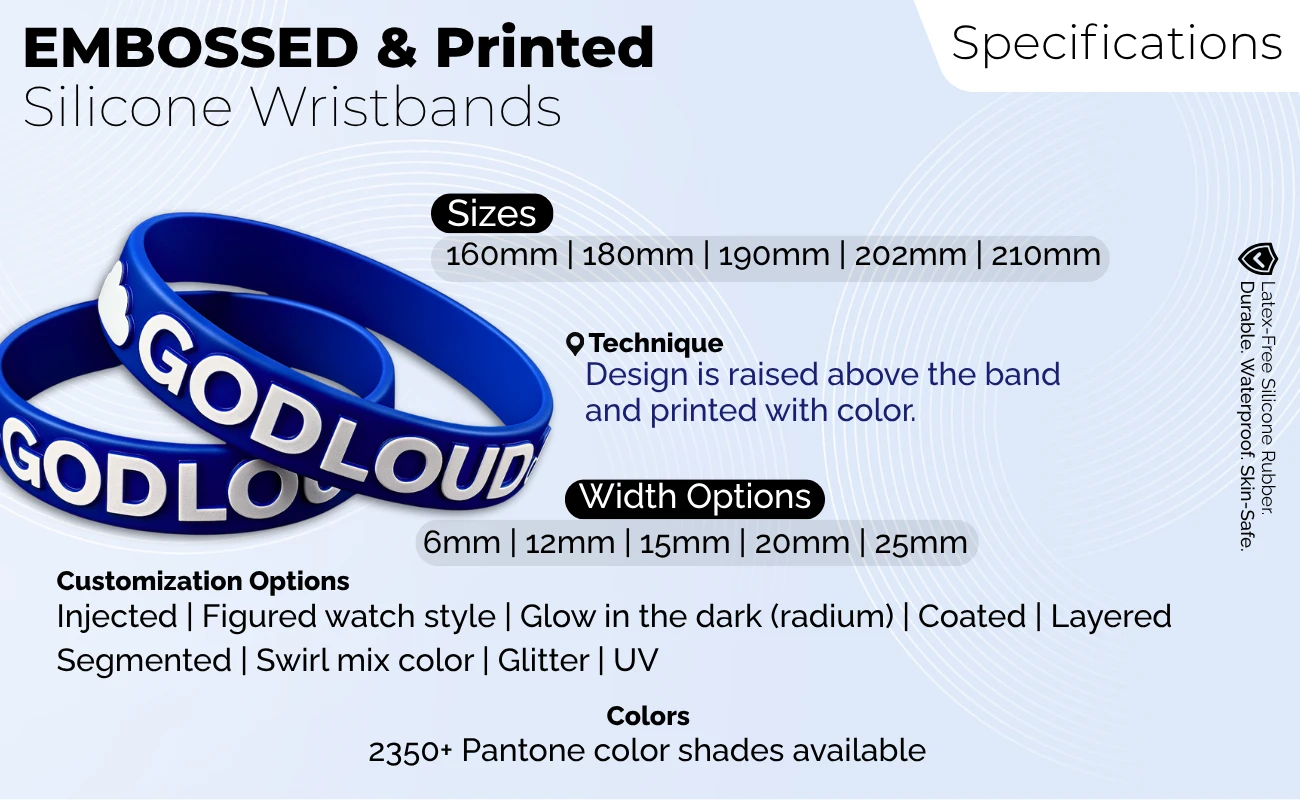 EMBOSSED & Printed
Silicone Wristbands
Specifications
Sizes
160mm | 180mm | 190mm | 202mm | 210mm
GODLOUD
GODLOU
Technique
Design is raised above the band
and printed with color.
Width Options
6mm | 12mm | 15mm | 20mm | 25mm
Latex-Free Silicone Rubber.
Durable. Waterproof. Skin-Safe.
Customization Options
Injected | Figured watch style | Glow in the dark (radium) | Coated | Layered
Segmented | Swirl mix color | Glitter | UV
Colors
2350+ Pantone color shades available